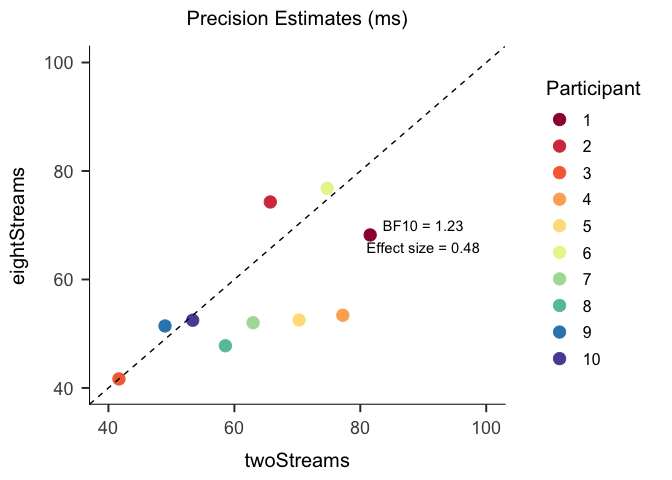 Precision Estimates (ms)
100
80
60
40
eightStreams
BF10 = 1.23
Effect size = 0.48
40 60 80 100
twoStreams
Participant
1
2
3
4
5
6
7
8
9
10